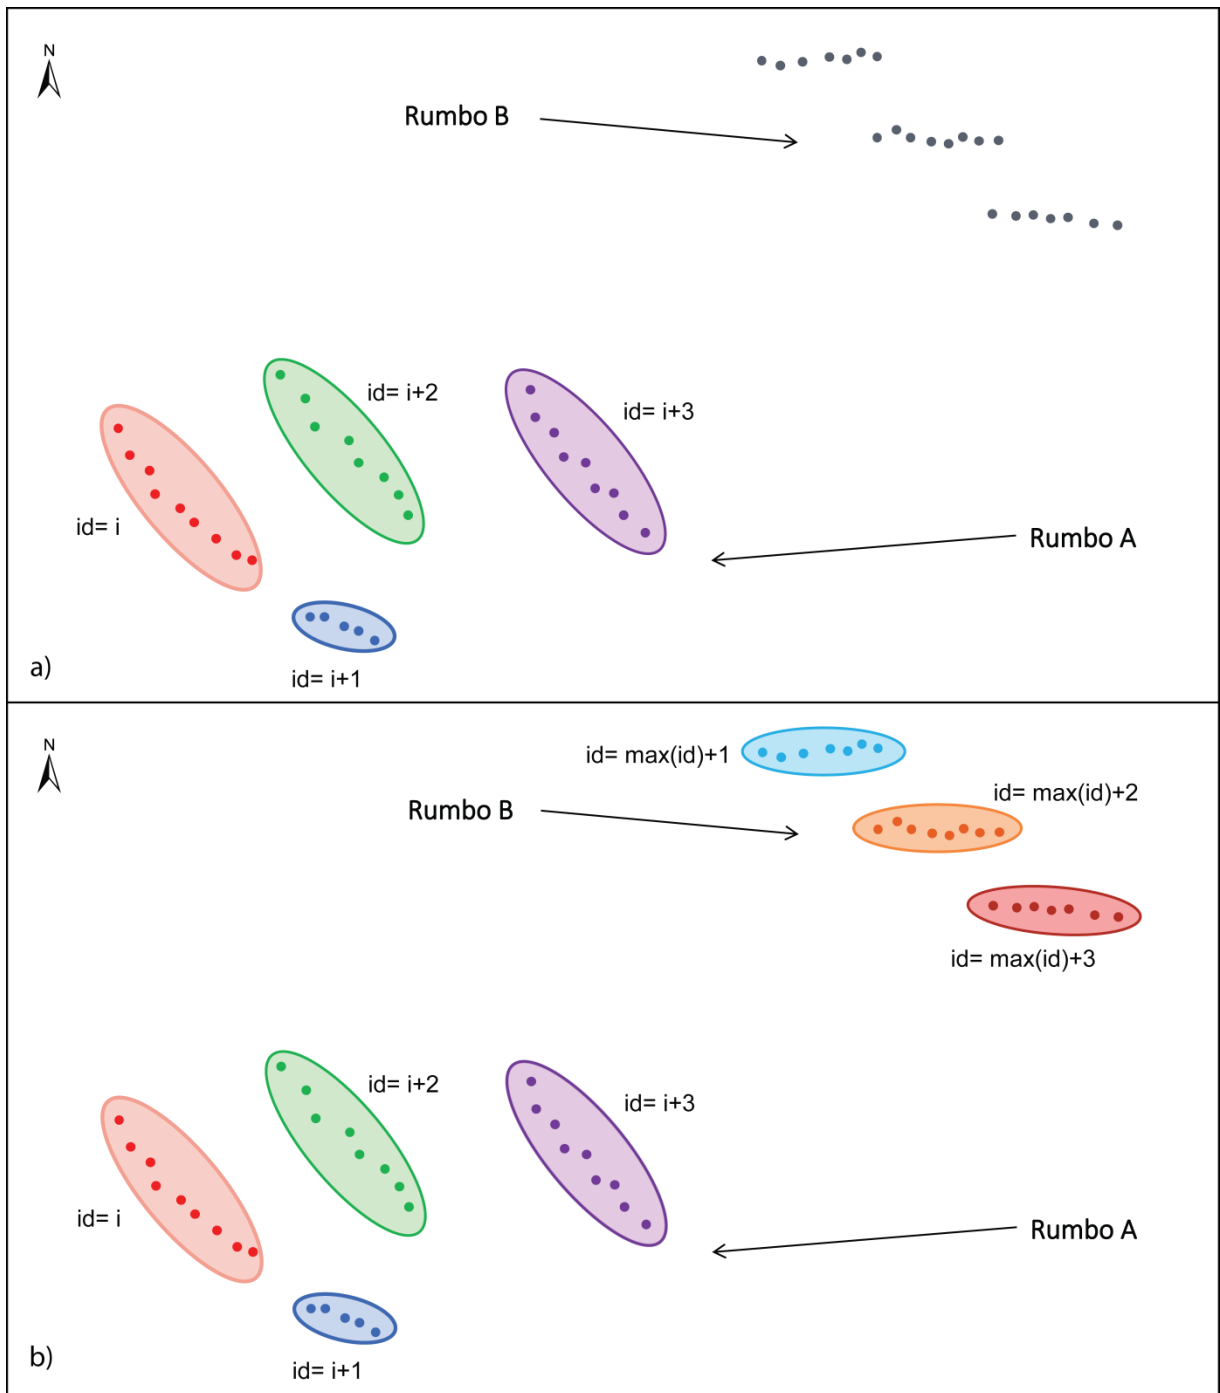 N
Rumbo B
id= i+2
id= i+3
id= i
Rumbo A
a)
id= i+1
N
id= max(id)+1
id= max(id)+2
Rumbo B
id= max(id)+3
id= i+2
id= i+3
id= i
Rumbo A
b)
id= i+1